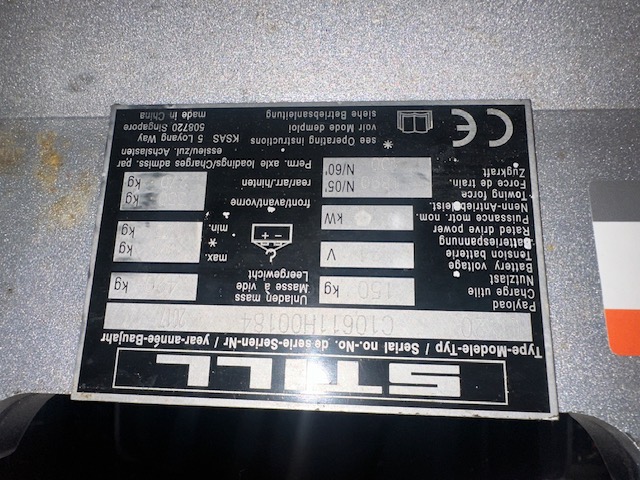 STILL
Type-Modele-Typ / Serial no.-No. de serie-Serien-Nr / year-année-Baujahr
C10611H00184
Payload
Charge utile
Nutzlast
150
kg
Unladen mass
Masse à vide
Leergewicht
kg
Battery voltage
Tension batterie
Batteriespannung
V
max.
*
kg
min.
*
kg
Rated drive power
Puissance motr. nom.
Nenn-Antriebsleist.
kW
Towing force
Force de train.
Zugkraft
N/05'
N/60'
front/avant/vorne
kg
rear/arr./hinten
kg
Perm. axle loadings/Charges admiss. par
essieu/zul. Achslasten
* see Operating instructions
voir Mode d'emploi
siehe Betriebsanleitung
KSAS 5 Loyang Way
508720 Singapore
made in China
CE